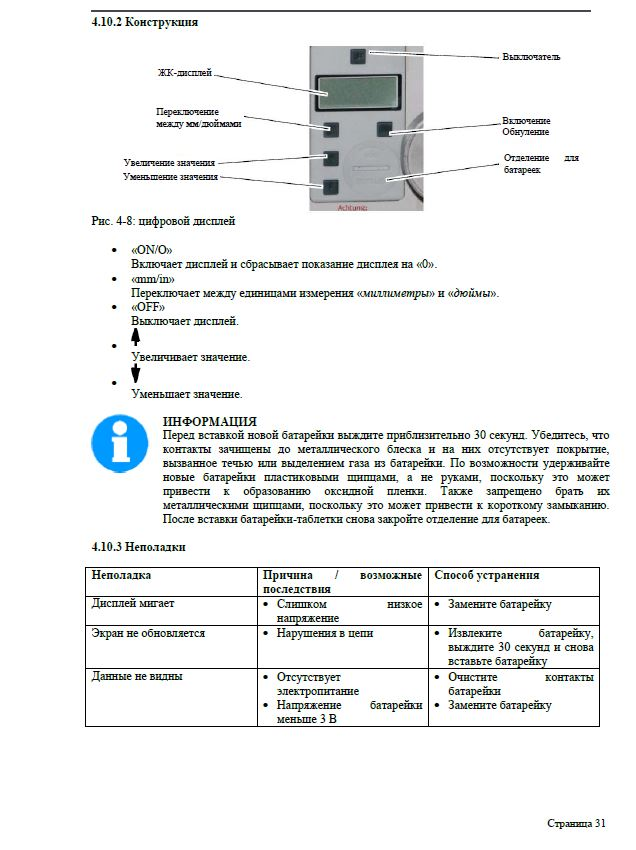 4.10.2 Конструкция
Выключатель
ЖК-дисплей
Переключение
между мм/дюймами
Включение
Обнуление
Увеличение значения
Уменьшение значения
Отделение для
батареек
Achtung:
Рис. 4-8: цифровой дисплей
• «ON/O»
Включает дисплей и сбрасывает показание дисплея на «0».
• «mm/in»
Переключает между единицами измерения «миллиметры» и «дюймы».
• «OFF»
Выключает дисплей.
•
Увеличивает значение.
•
Уменьшает значение.
ИНФОРМАЦИЯ
Перед вставкой новой батарейки выждите приблизительно 30 секунд. Убедитесь, что
контакты зачищены до металлического блеска и на них отсутствует покрытие,
вызванное течью или выделением газа из батарейки. По возможности удерживайте
новые батарейки пластиковыми щипцами, а не руками, поскольку это может
привести к образованию оксидной пленки. Также запрещено брать их
металлическими щипцами, поскольку это может привести к короткому замыканию.
После вставки батарейки-таблетки снова закройте отделение для батареек.
4.10.3 Неполадки
Неполадка
Причина / возможные
последствия
Способ устранения
Дисплей мигает
• Слишком низкое
напряжение
• Замените батарейку
Экран не обновляется
• Нарушения в цепи
• Извлеките батарейку,
выждите 30 секунд и снова
вставьте батарейку
Данные не видны
• Отсутствует
электропитание
• Напряжение батарейки
меньше 3 В
• Очистите контакты
батарейки
• Замените батарейку
Страница 31